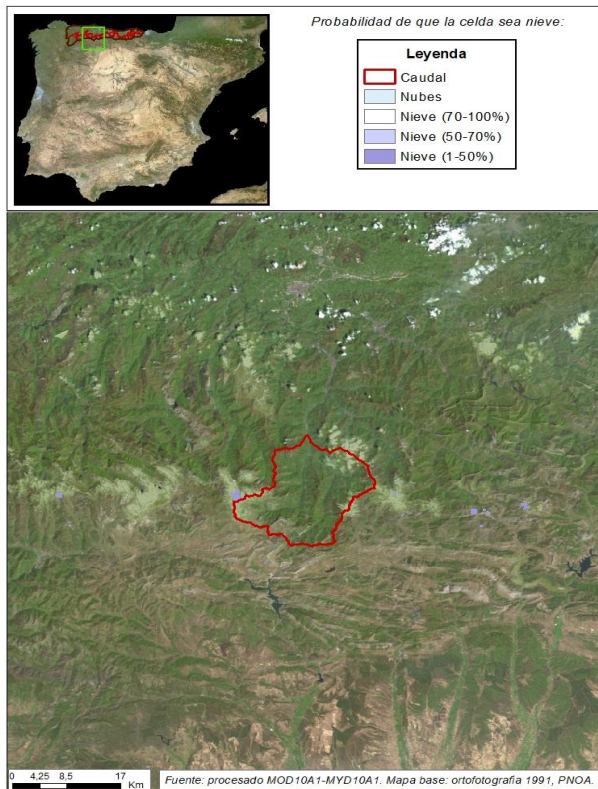 Probabilidad de que la celda sea nieve:
Leyenda
Caudal
Nubes
Nieve (70-100%)
Nieve (50-70%)
Nieve (1-50%)
0 4,25 8,5 17
Km
Fuente: procesado MOD10A1-MYD10A1. Mapa base: ortofotografia 1991, PNOA.